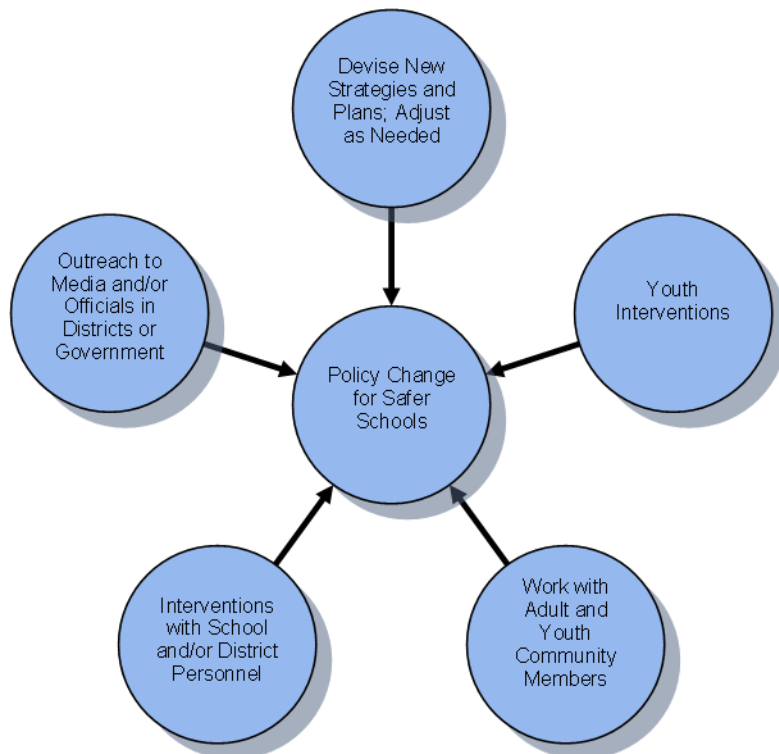 Devise New
Strategies and
Plans; Adjust
as Needed
Outreach to
Media and/or
Officials in
Districts or
Government
Youth
Interventions
Policy Change
for Safer
Schools
Interventions
with School
and/or District
Personnel
Work with
Adult and
Youth
Community
Members